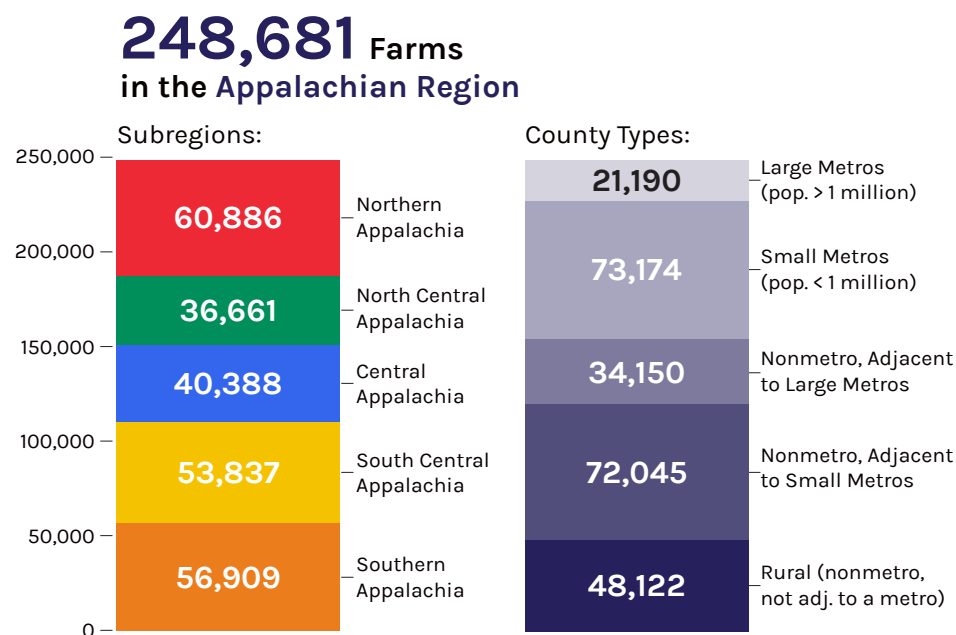 248,681 Farms
in the Appalachian Region
Subregions:
250,000
200,000
150,000
100,000
50,000
0
60,886
Northern
Appalachia
36,661
North Central
Appalachia
40,388
Central
Appalachia
53,837
South Central
Appalachia
56,909
Southern
Appalachia
County Types:
21,190
Large Metros
(pop. > 1 million)
73,174
Small Metros
(pop. < 1 million)
34,150
Nonmetro, Adjacent
to Large Metros
72,045
Nonmetro, Adjacent
to Small Metros
48,122
Rural (nonmetro,
not adj. to a metro)